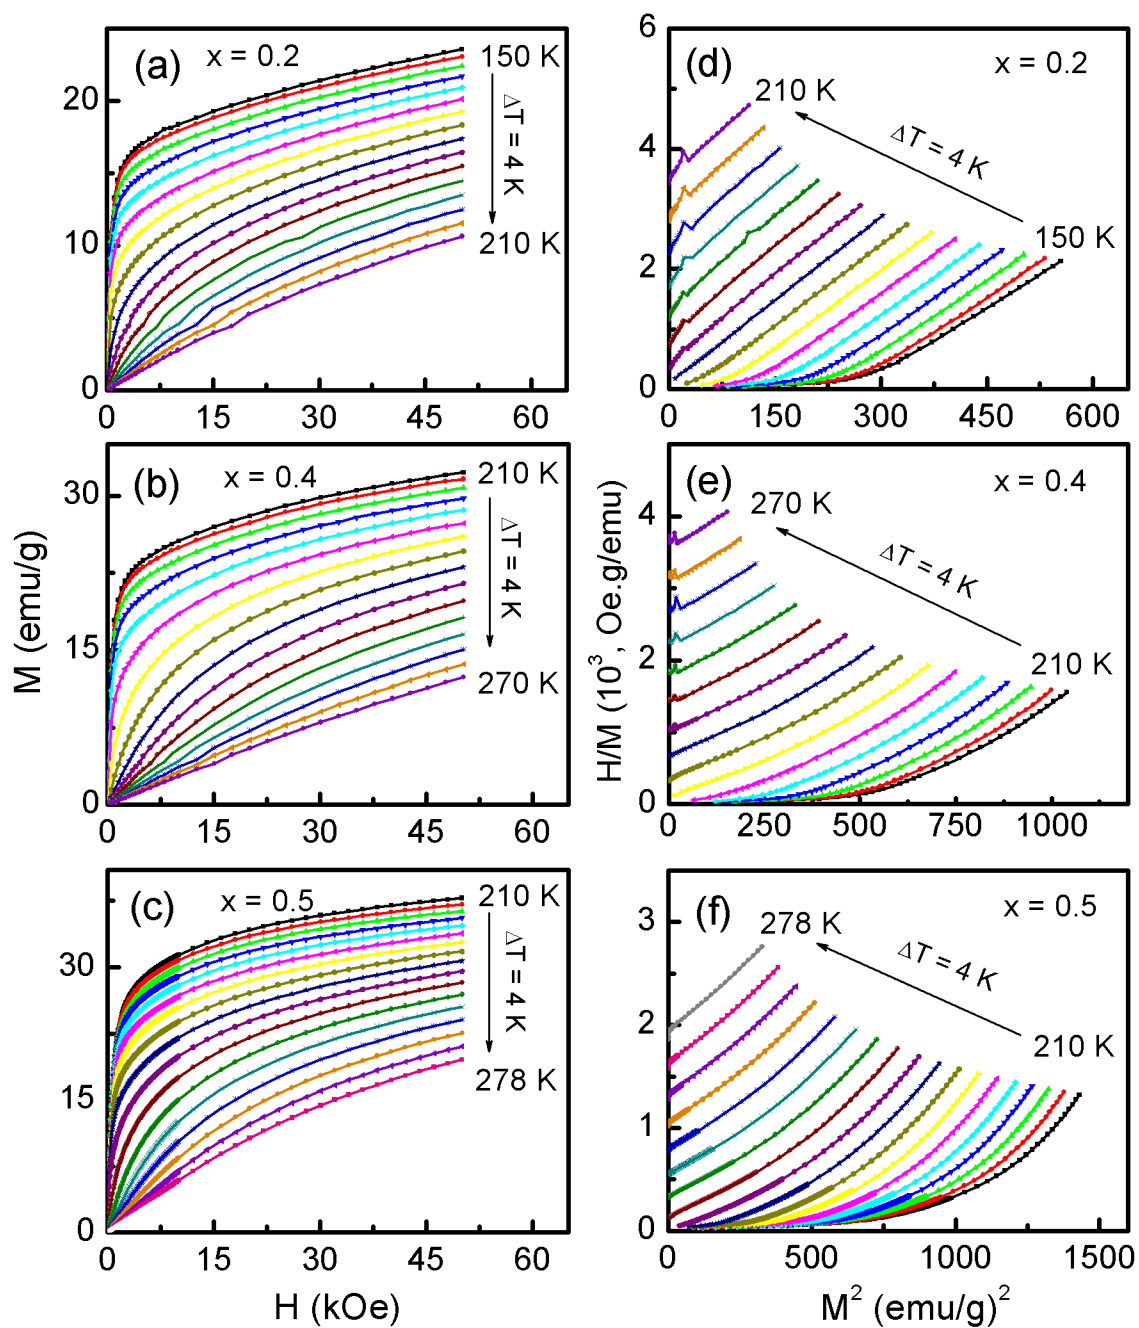 (a) x = 0.2
150 K
ΔT = 4 K
210 K
20
10
0
0 15 30 45 60
(b) x = 0.4
210 K
ΔT = 4 K
270 K
30
15
0
0 15 30 45 60
M (emu/g)
(c) x = 0.5
210 K
ΔT = 4 K
278 K
30
15
0
0 15 30 45 60
H (kOe)
(d) x = 0.2
210 K
ΔT = 4 K
150 K
6
4
2
0
0 150 300 450 600
(e) x = 0.4
270 K
ΔT = 4 K
210 K
4
2
0
0 250 500 750 1000
H/M (10³, Oe.g/emu)
(f) x = 0.5
278 K
ΔT = 4 K
210 K
3
2
1
0
0 500 1000 1500
M² (emu/g)²